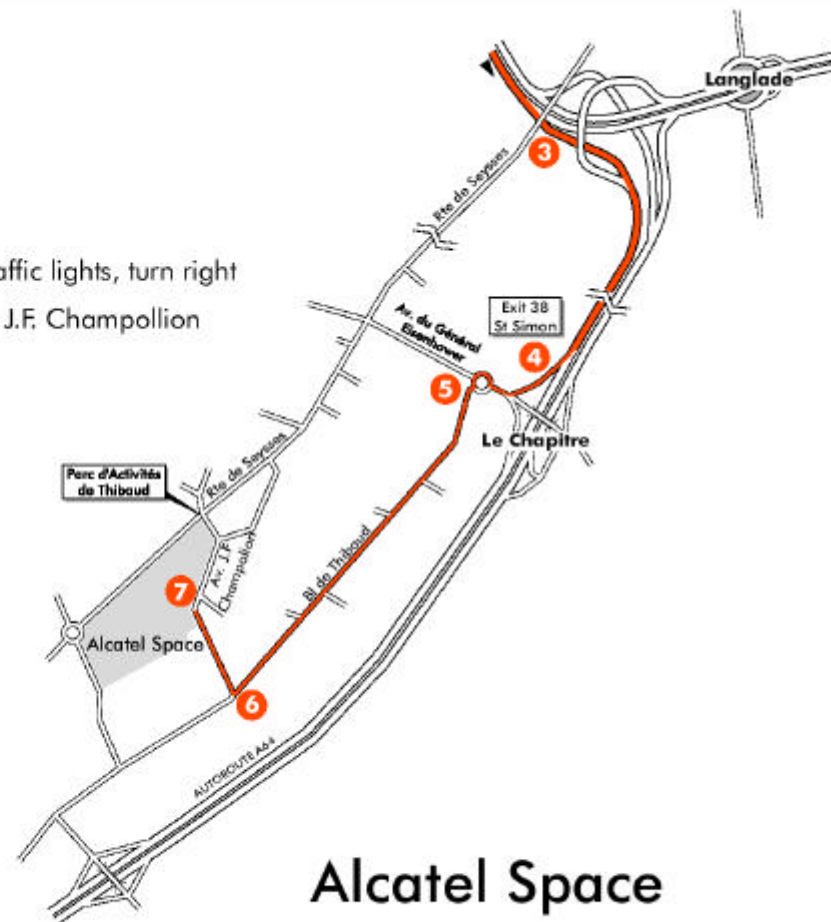 Langlade
3
Rte de Seysses
affic lights, turn right
J.F. Champollion
Exit 38
St Simon
Av. du Général
Eisenhower
4
5
Le Chapitre
Rte de Seysses
Parc d'Activités
de Thibaud
Bd de Thibaud
Av. J.F.
Champolion
7
Alcatel Space
6
AUTOROUTE A64
Alcatel Space